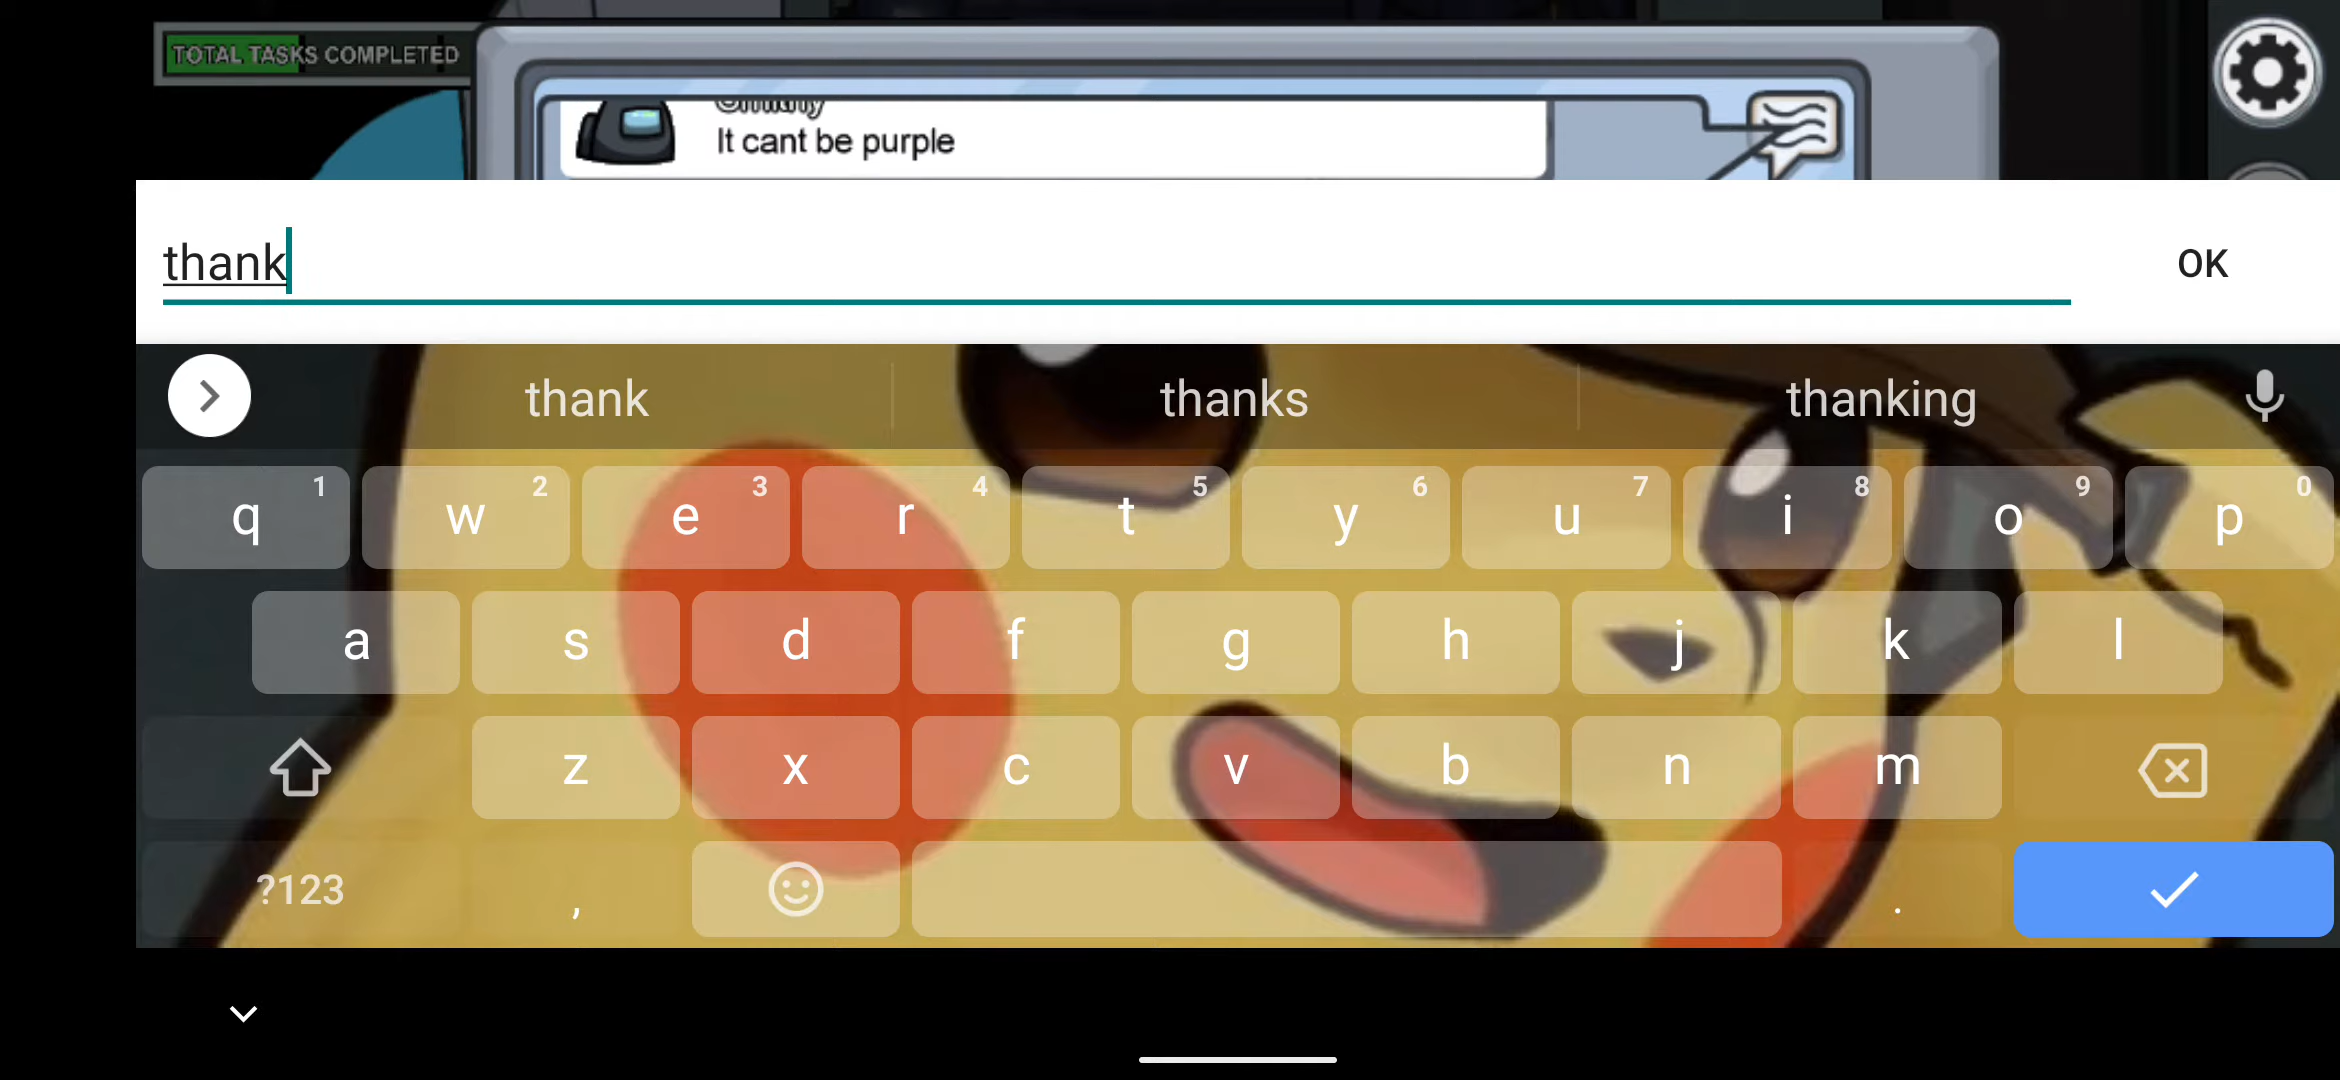 TOTAL TASKS COMPLETED
It cant be purple
thank
OK
thank thanks thanking
q 1 w 2 e 3 r 4 t 5 y 6 u 7 i 8 o 9 p 0
a s d f g h j k l
z x c v b n m
?123 , .